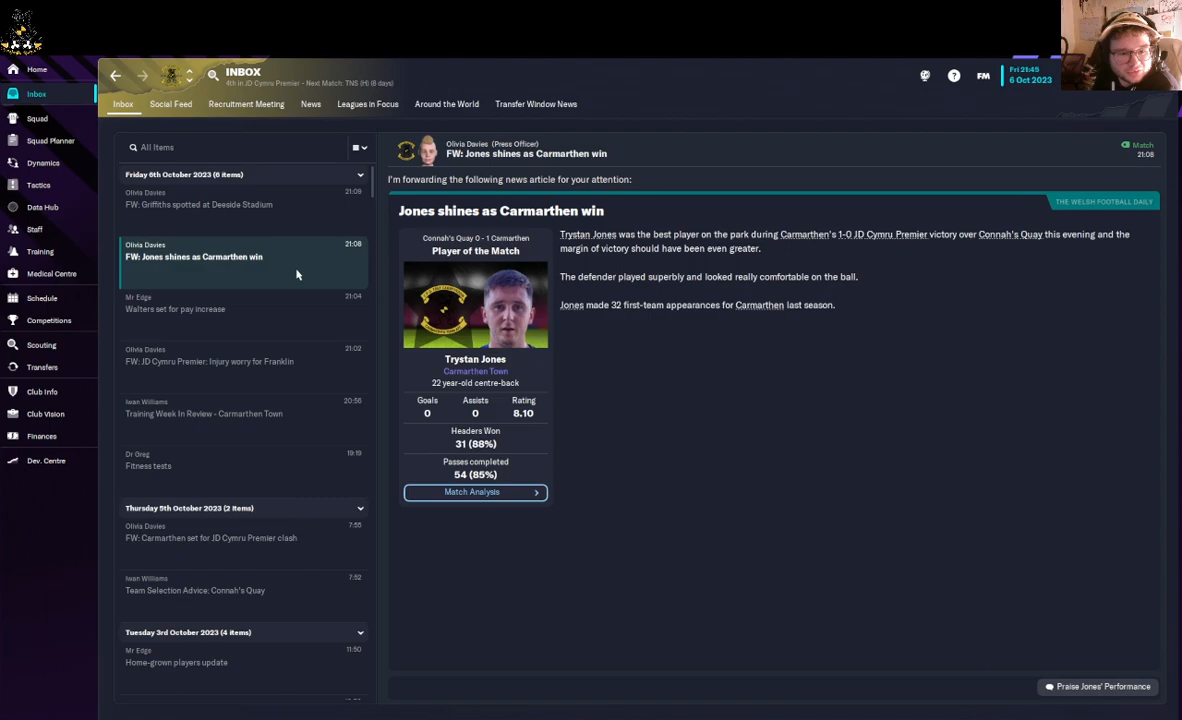 INBOX
4th in JD Cymru Premier - Next Match: TNS (H) (8 days)
FM
Fri 21:45
6 Oct 2023
Home
Inbox
Squad
Squad Planner
Dynamics
Tactics
Data Hub
Staff
Training
Medical Centre
Schedule
Competitions
Scouting
Transfers
Club Info
Club Vision
Finances
Dev. Centre
Inbox
Social Feed
Recruitment Meeting
News
Leagues in Focus
Around the World
Transfer Window News
All Items
Friday 6th October 2023 (6 items)
Olivia Davies 21:09
FW: Griffiths spotted at Deeside Stadium
Olivia Davies 21:08
FW: Jones shines as Carmarthen win
Mr Edge 21:04
Walters set for pay increase
Olivia Davies 21:02
FW: JD Cymru Premier: Injury worry for Franklin
Iwan Williams 20:56
Training Week In Review - Carmarthen Town
Dr Greg 19:19
Fitness tests
Thursday 5th October 2023 (2 items)
Olivia Davies 7:55
FW: Carmarthen set for JD Cymru Premier clash
Iwan Williams 7:52
Team Selection Advice: Connah's Quay
Tuesday 3rd October 2023 (4 items)
Mr Edge 11:50
Home-grown players update
Olivia Davies (Press Officer)
FW: Jones shines as Carmarthen win
Match
21:08
I'm forwarding the following news article for your attention:
THE WELSH FOOTBALL DAILY
Jones shines as Carmarthen win
Connah's Quay 0 - 1 Carmarthen
Player of the Match
Trystan Jones
Carmarthen Town
22 year-old centre-back
Goals Assists Rating
0 0 8.10
Headers Won
31 (88%)
Passes completed
54 (85%)
Match Analysis
Trystan Jones was the best player on the park during Carmarthen's 1-0 JD Cymru Premier victory over Connah's Quay this evening and the
margin of victory should have been even greater.
The defender played superbly and looked really comfortable on the ball.
Jones made 32 first-team appearances for Carmarthen last season.
Praise Jones' Performance